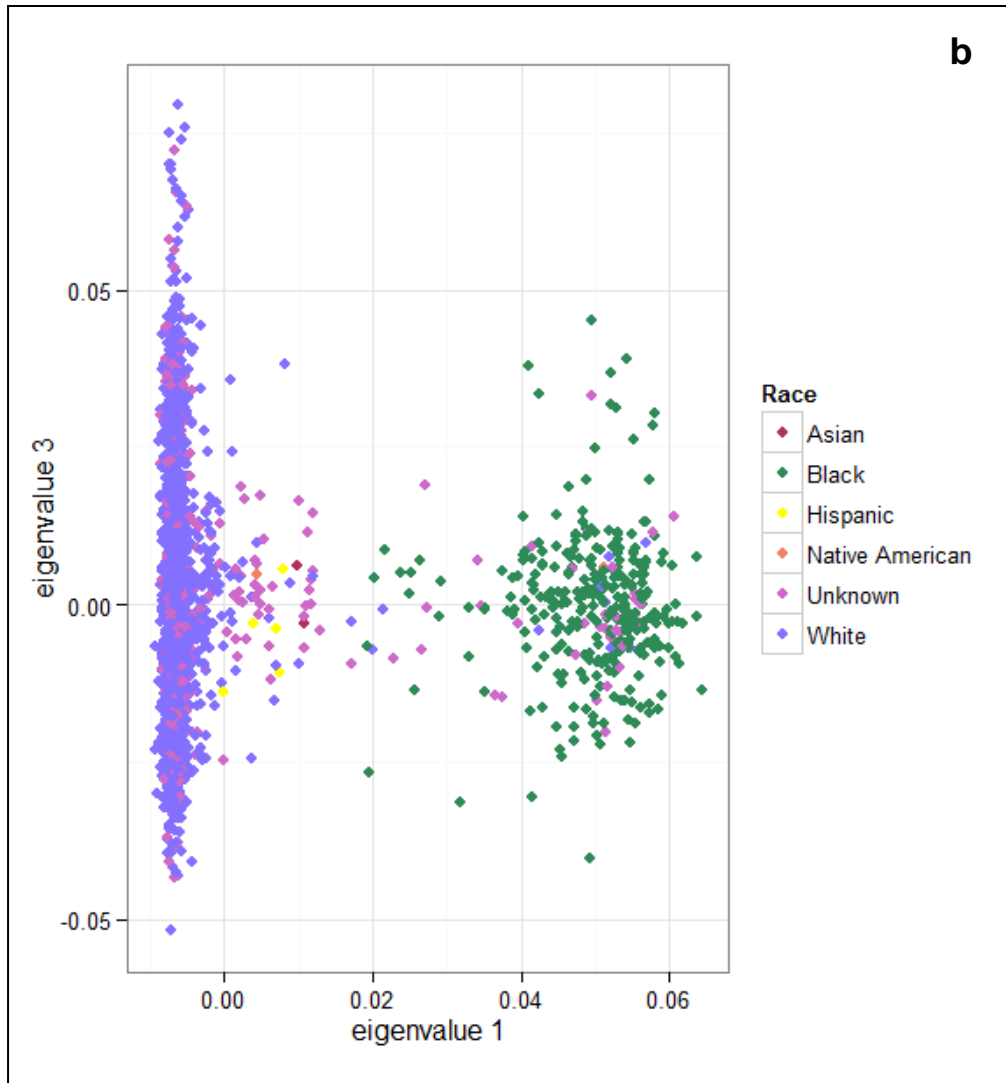 b
0.05
0.00
-0.05
eigenvalue 3
0.00 0.02 0.04 0.06
eigenvalue 1
Race
Asian
Black
Hispanic
Native American
Unknown
White